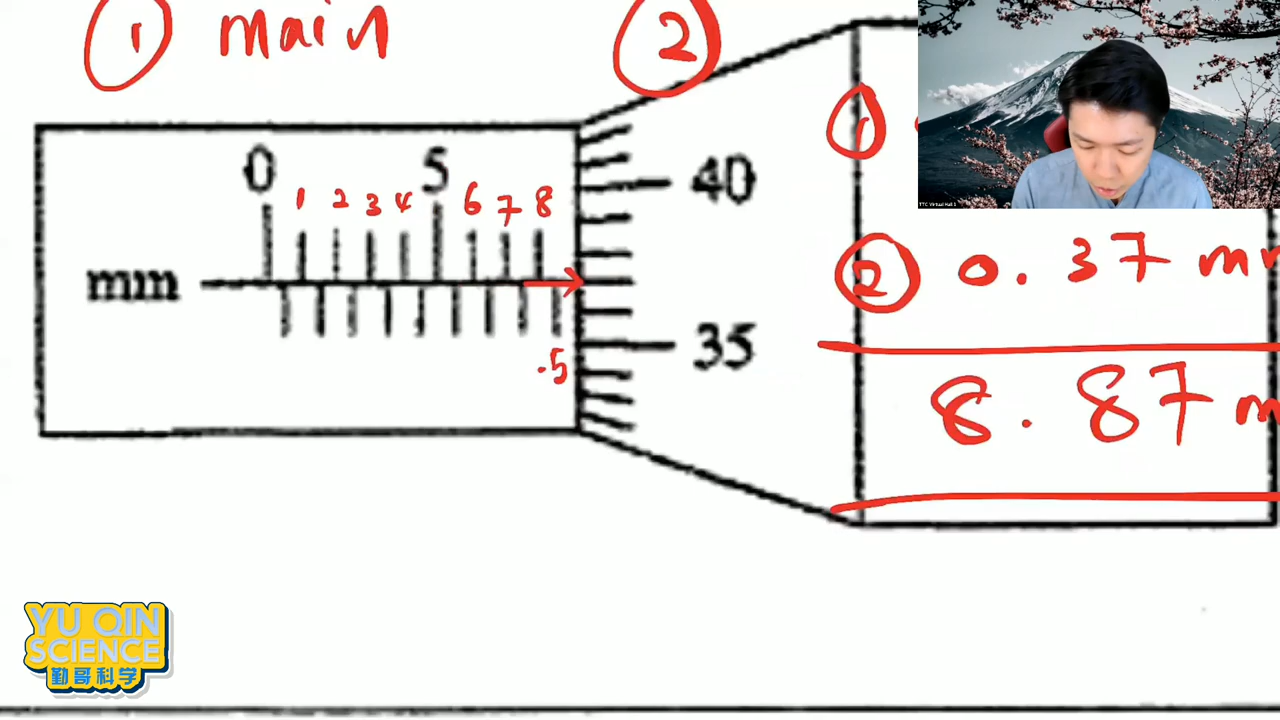 ① main
②
①
0 5
1 2 3 4 6 7 8
mm
.5
40
35
② 0.37 m
8.87 m
YU QIN
SCIENCE
勤哥科学